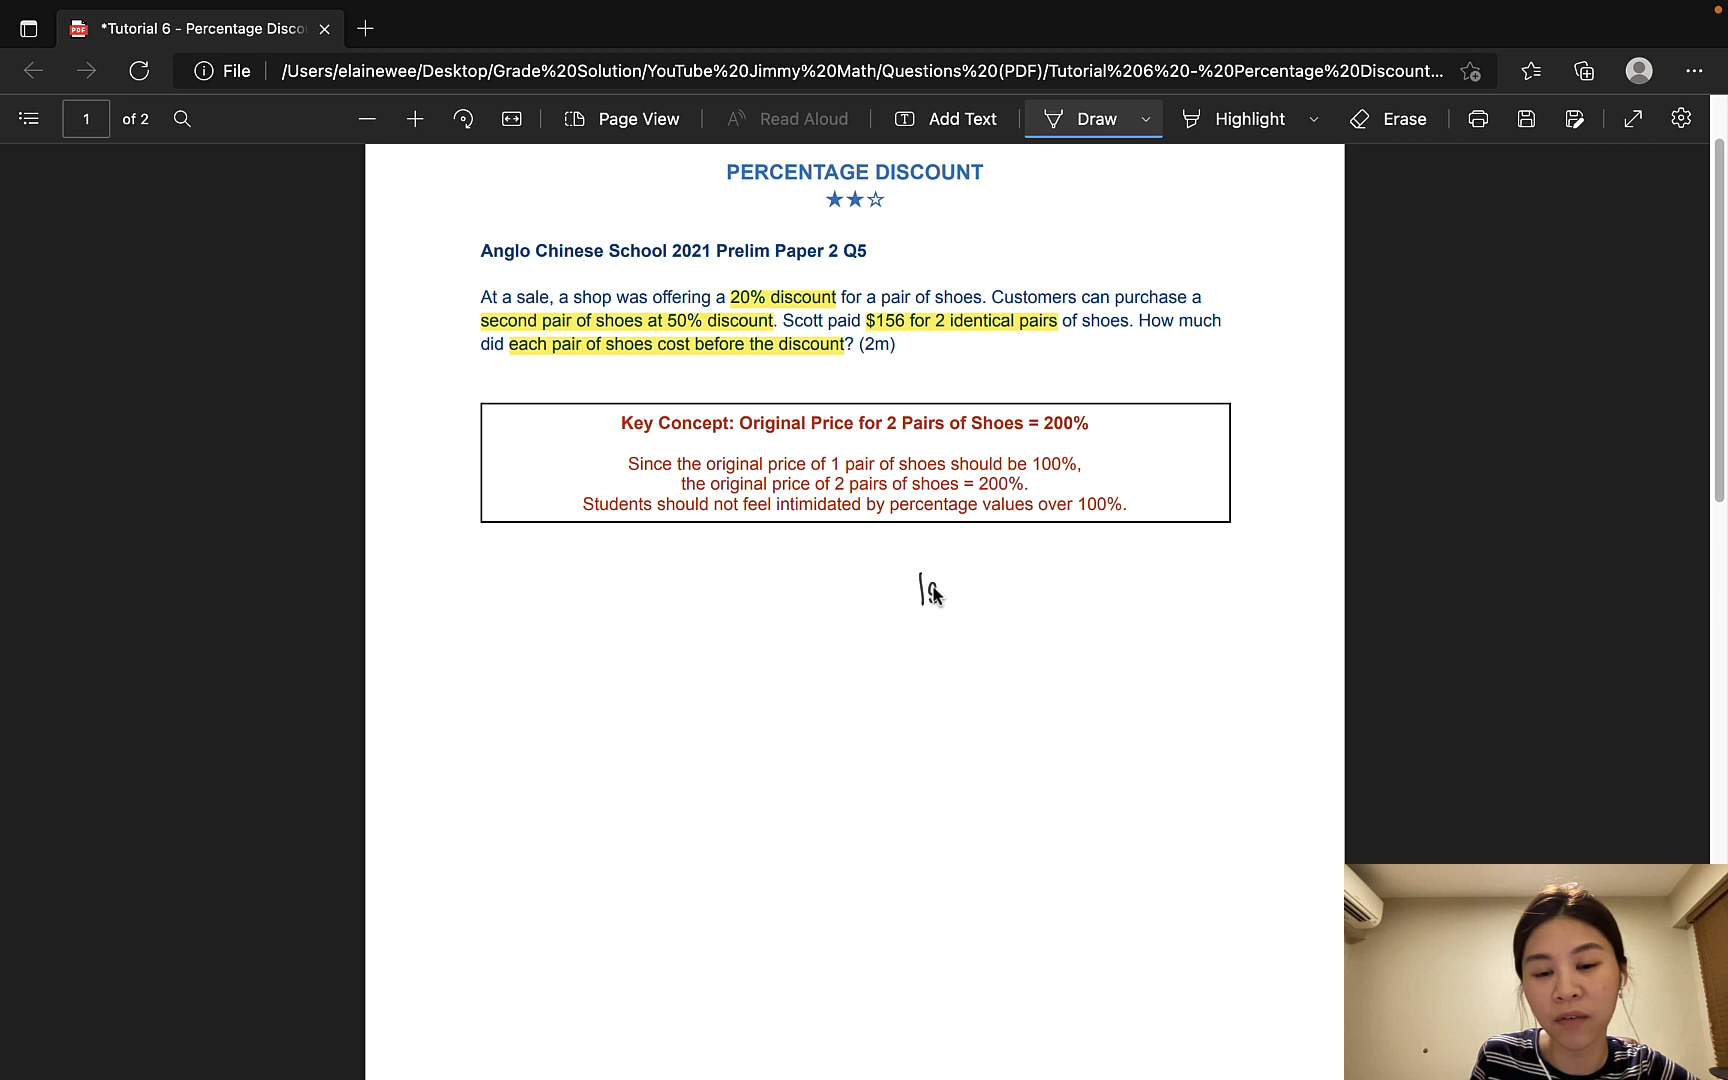 *Tutorial 6 - Percentage Disco
File
/Users/elainewee/Desktop/Grade%20Solution/YouTube%20Jimmy%20Math/Questions%20(PDF)/Tutorial%206%20-%20Percentage%20Discount...
1 of 2
Page View
Read Aloud
Add Text
Draw
Highlight
Erase
PERCENTAGE DISCOUNT
★★☆
Anglo Chinese School 2021 Prelim Paper 2 Q5
At a sale, a shop was offering a 20% discount for a pair of shoes. Customers can purchase a
second pair of shoes at 50% discount. Scott paid $156 for 2 identical pairs of shoes. How much
did each pair of shoes cost before the discount? (2m)
Key Concept: Original Price for 2 Pairs of Shoes = 200%
Since the original price of 1 pair of shoes should be 100%,
the original price of 2 pairs of shoes = 200%.
Students should not feel intimidated by percentage values over 100%.